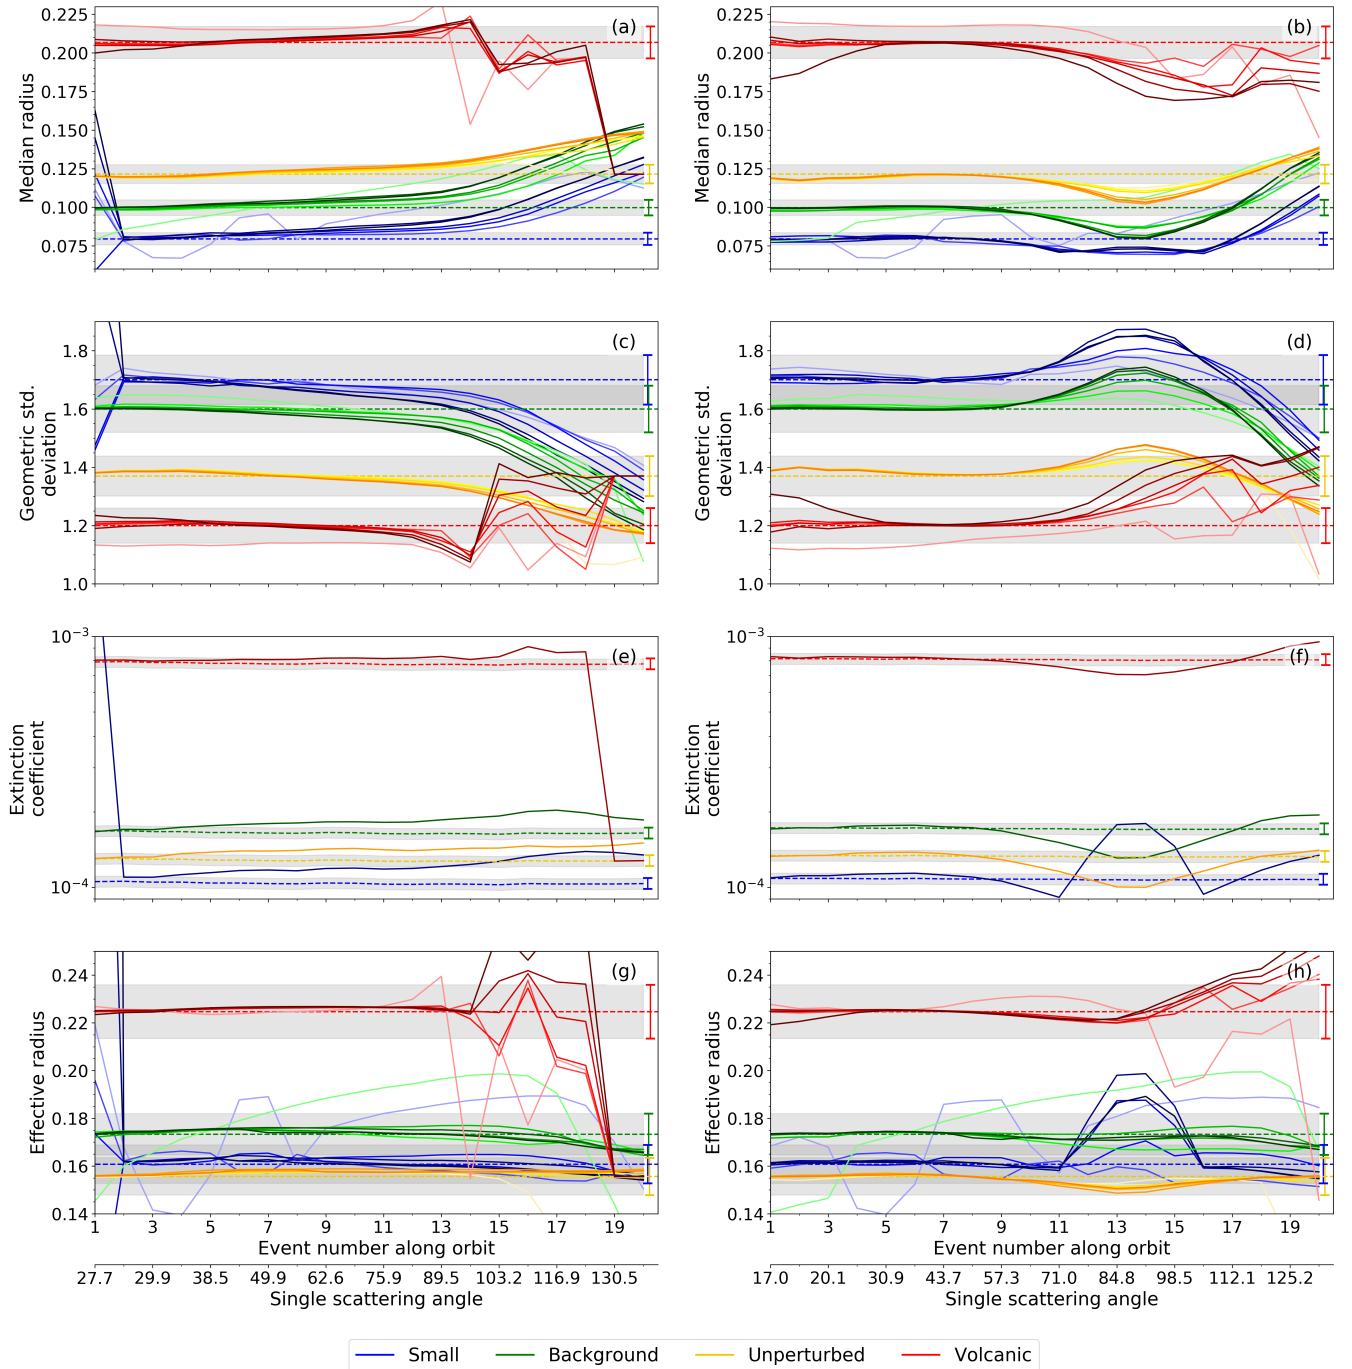 (a)
Median radius
0.225
0.200
0.175
0.150
0.125
0.100
0.075
(b)
Median radius
0.225
0.200
0.175
0.150
0.125
0.100
0.075
(c)
Geometric std.
deviation
1.8
1.6
1.4
1.2
1.0
(d)
Geometric std.
deviation
1.8
1.6
1.4
1.2
1.0
(e)
Extinction
coefficient
10⁻³
10⁻⁴
(f)
Extinction
coefficient
10⁻³
10⁻⁴
(g)
Effective radius
0.24
0.22
0.20
0.18
0.16
0.14
1 3 5 7 9 11 13 15 17 19
Event number along orbit
27.7 29.9 38.5 49.9 62.6 75.9 89.5 103.2 116.9 130.5
Single scattering angle
(h)
Effective radius
0.24
0.22
0.20
0.18
0.16
0.14
1 3 5 7 9 11 13 15 17 19
Event number along orbit
17.0 20.1 30.9 43.7 57.3 71.0 84.8 98.5 112.1 125.2
Single scattering angle
Small Background Unperturbed Volcanic